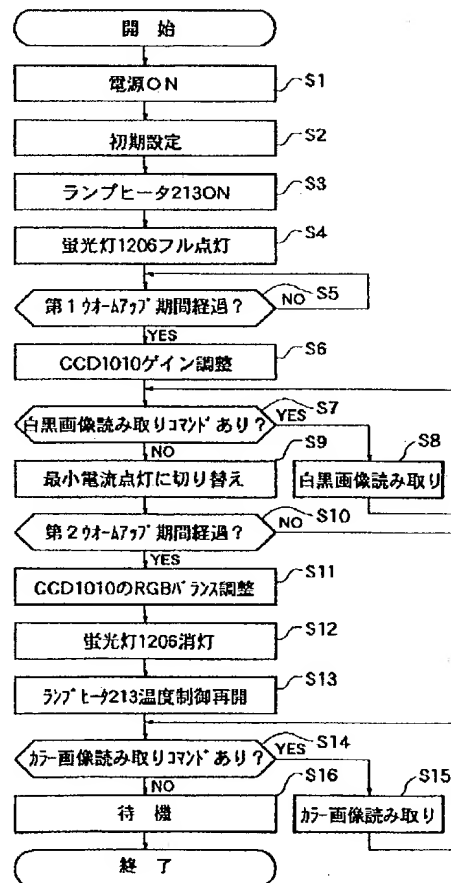 開 始
電源ON
S1
初期設定
S2
ランプヒータ213ON
S3
蛍光灯1206フル点灯
S4
第1ウオームアップ期間経過?
S5
NO
YES
CCD1010ゲイン調整
S6
白黒画像読み取りコマンドあり?
S7
YES
NO
S9
最小電流点灯に切り替え
S8
白黒画像読み取り
第2ウオームアップ期間経過?
S10
NO
YES
CCD1010のRGBバランス調整
S11
蛍光灯1206消灯
S12
ランプヒータ213温度制御再開
S13
カラー画像読み取りコマンドあり?
S14
YES
NO
S16
待 機
S15
カラー画像読み取り
終 了